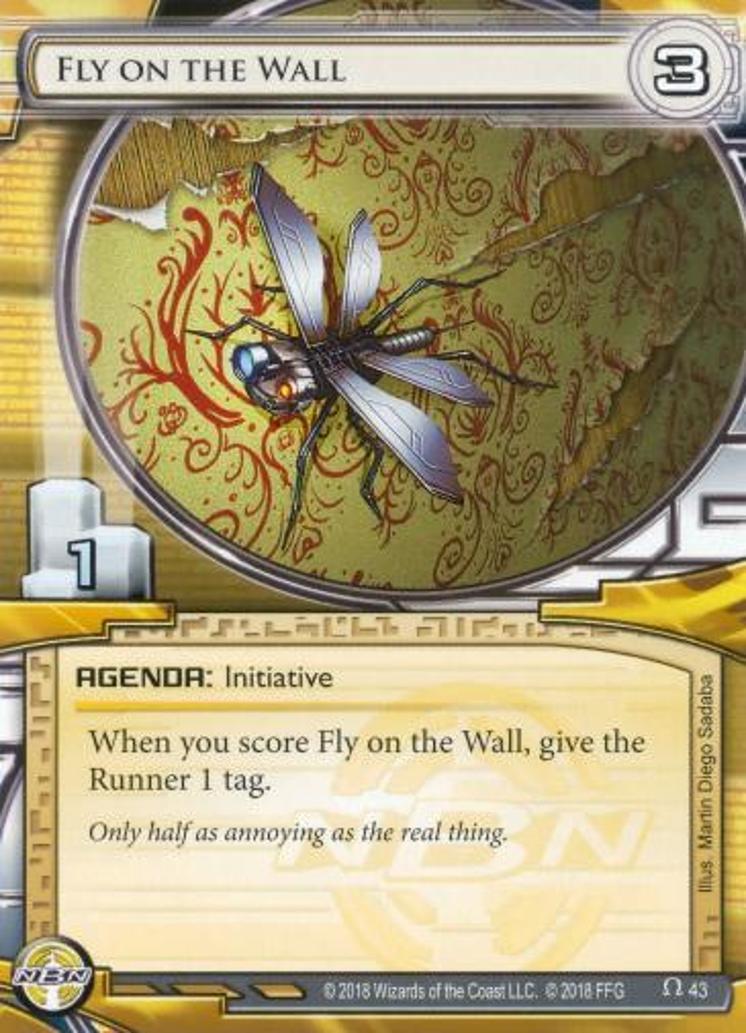 FLY ON THE WALL
3
1
AGENDA: Initiative
When you score Fly on the Wall, give the
Runner 1 tag.
Only half as annoying as the real thing.
NBN
Illus. Martin Diego Sadaba
NBN
© 2018 Wizards of the Coast LLC. © 2018 FFG
Ω 43